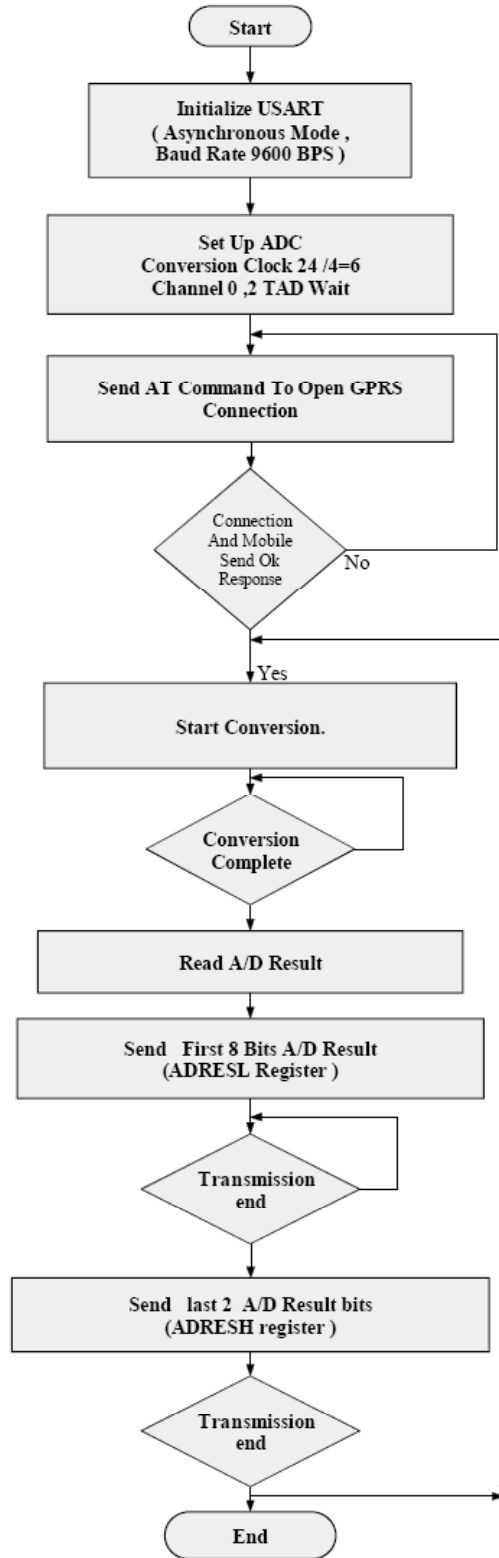 Start
Initialize USART
( Asynchronous Mode ,
Baud Rate 9600 BPS )
Set Up ADC
Conversion Clock 24 /4=6
Channel 0 ,2 TAD Wait
Send AT Command To Open GPRS
Connection
Connection
And Mobile
Send Ok
Response
No
Yes
Start Conversion.
Conversion
Complete
Read A/D Result
Send First 8 Bits A/D Result
(ADRESL Register )
Transmission
end
Send last 2 A/D Result bits
(ADRESH register )
Transmission
end
End